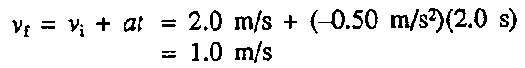 v_f = v_i + at = 2.0 m/s + (–0.50 m/s²)(2.0 s)
= 1.0 m/s